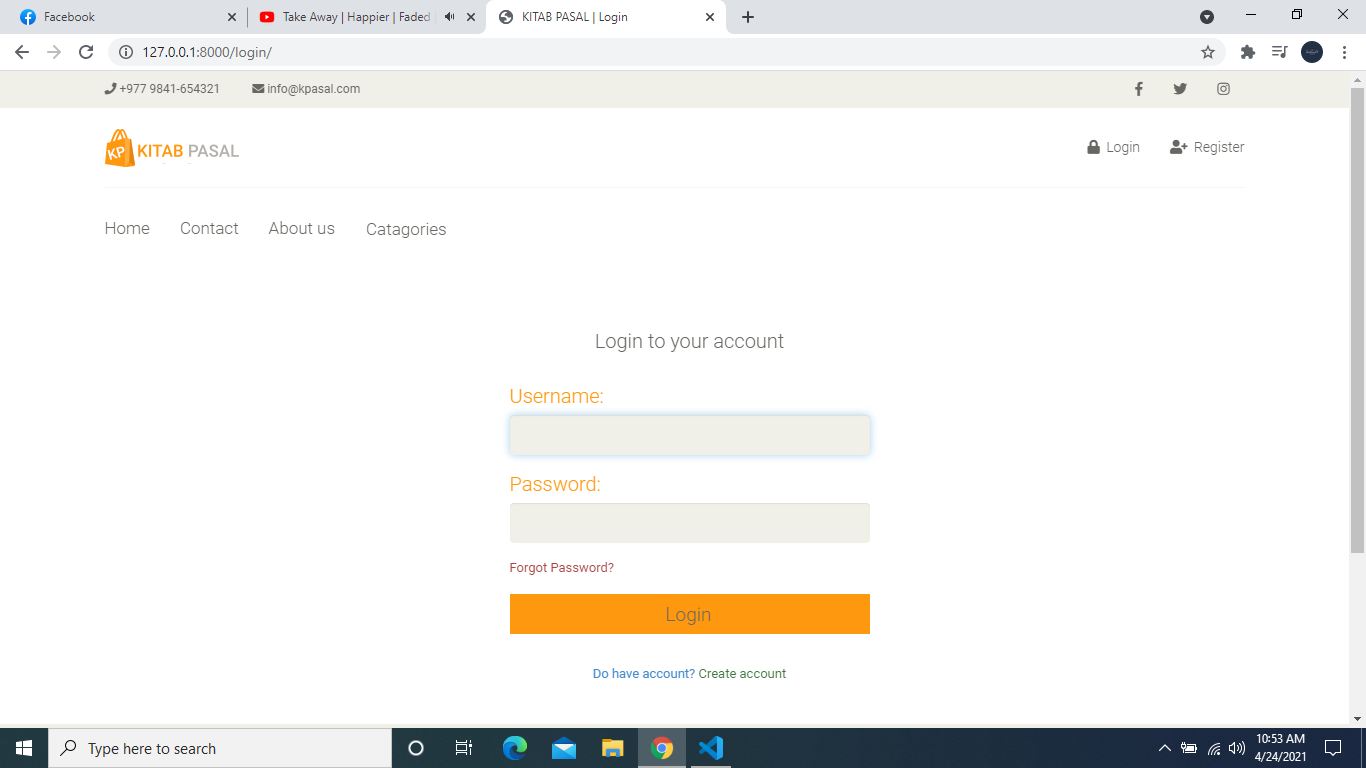 Facebook
Take Away | Happier | Faded
KITAB PASAL | Login
127.0.0.1:8000/login/
+977 9841-654321
info@kpasal.com
KP KITAB PASAL
Login
Register
Home
Contact
About us
Catagories
Login to your account
Username:
Password:
Forgot Password?
Login
Do have account? Create account
Type here to search
10:53 AM
4/24/2021